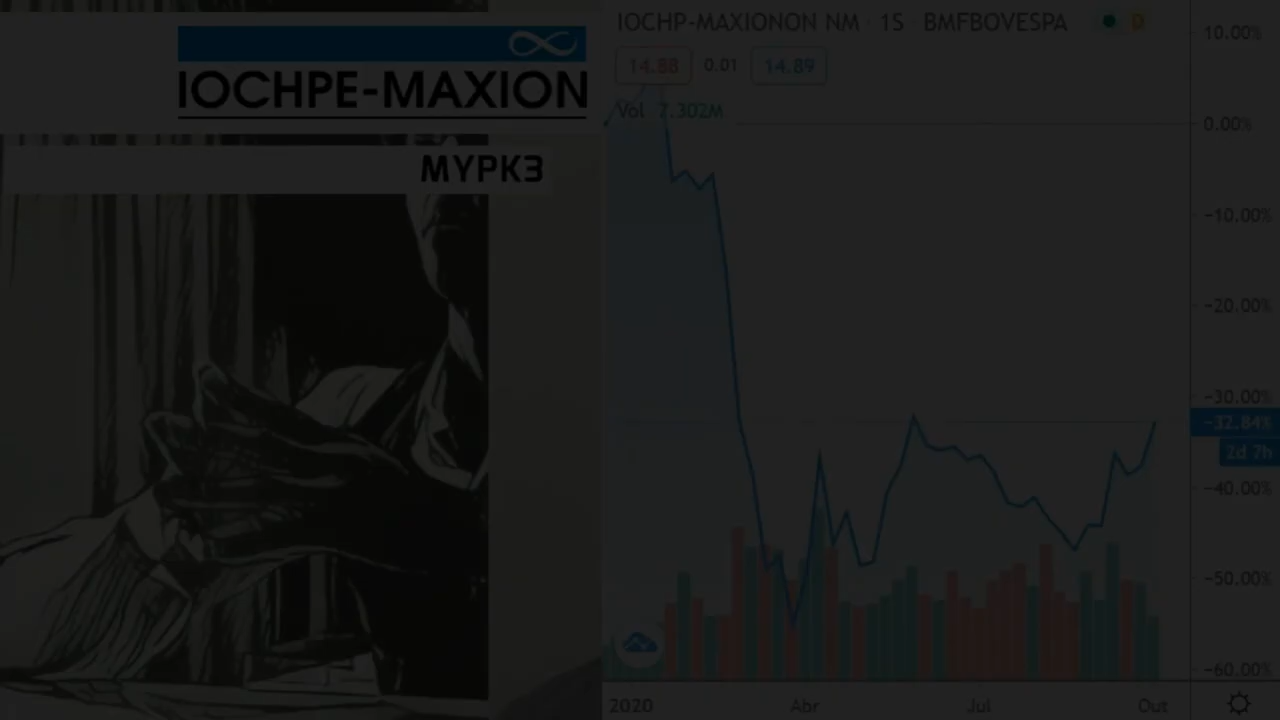 IOCHPE-MAXION
MYPK3
IOCHP-MAXIONON NM · 1S · BMFBOVESPA
D
14.88 0.01 14.89
Vol 7.302M
10.00%
0.00%
−10.00%
−20.00%
−30.00%
−32.84%
2d 7h
−40.00%
−50.00%
−60.00%
2020 Abr Jul Out